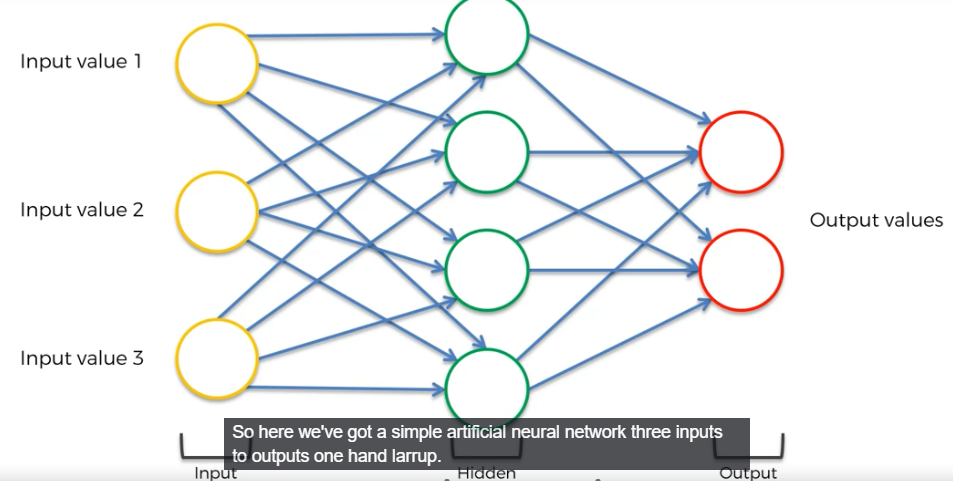 Input value 1
Input value 2
Output values
Input value 3
So here we've got a simple artificial neural network three inputs
to outputs one hand larrup.
Input
Hidden
Output